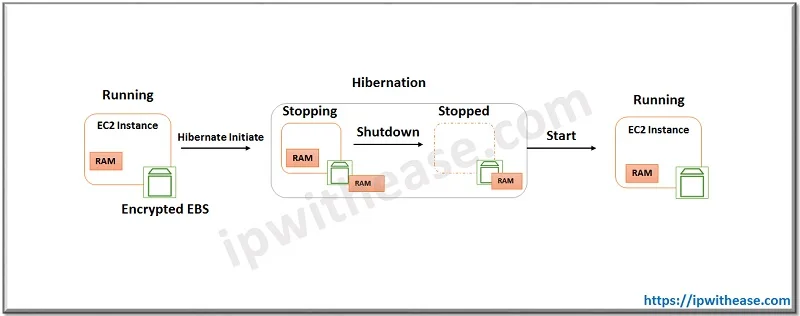 Running
EC2 Instance
RAM
Encrypted EBS
Hibernate Initiate
Hibernation
Stopping
RAM
RAM
Shutdown
Stopped
RAM
Start
Running
EC2 Instance
RAM
ipwithease.com
https://ipwithease.com